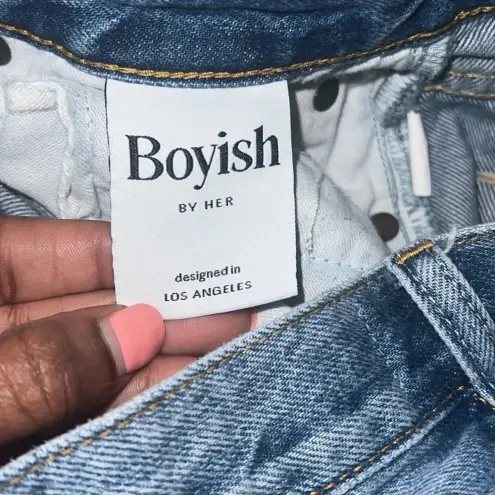 Boyish
BY HER
designed in
LOS ANGELES